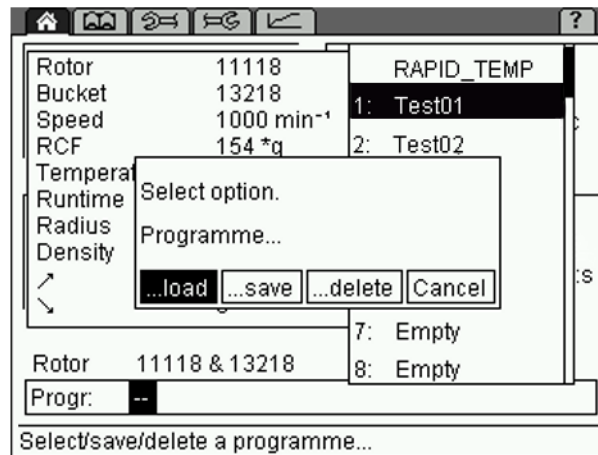 ?
Rotor 11118
Bucket 13218
Speed 1000 min⁻¹
RCF 154 *g
Temperat
Runtime
Radius
Density
RAPID_TEMP
1: Test01
2: Test02
Select option.
Programme...
...load ...save ...delete Cancel
:s
7: Empty
8: Empty
Rotor 11118 & 13218
Progr: --
Select/save/delete a programme...